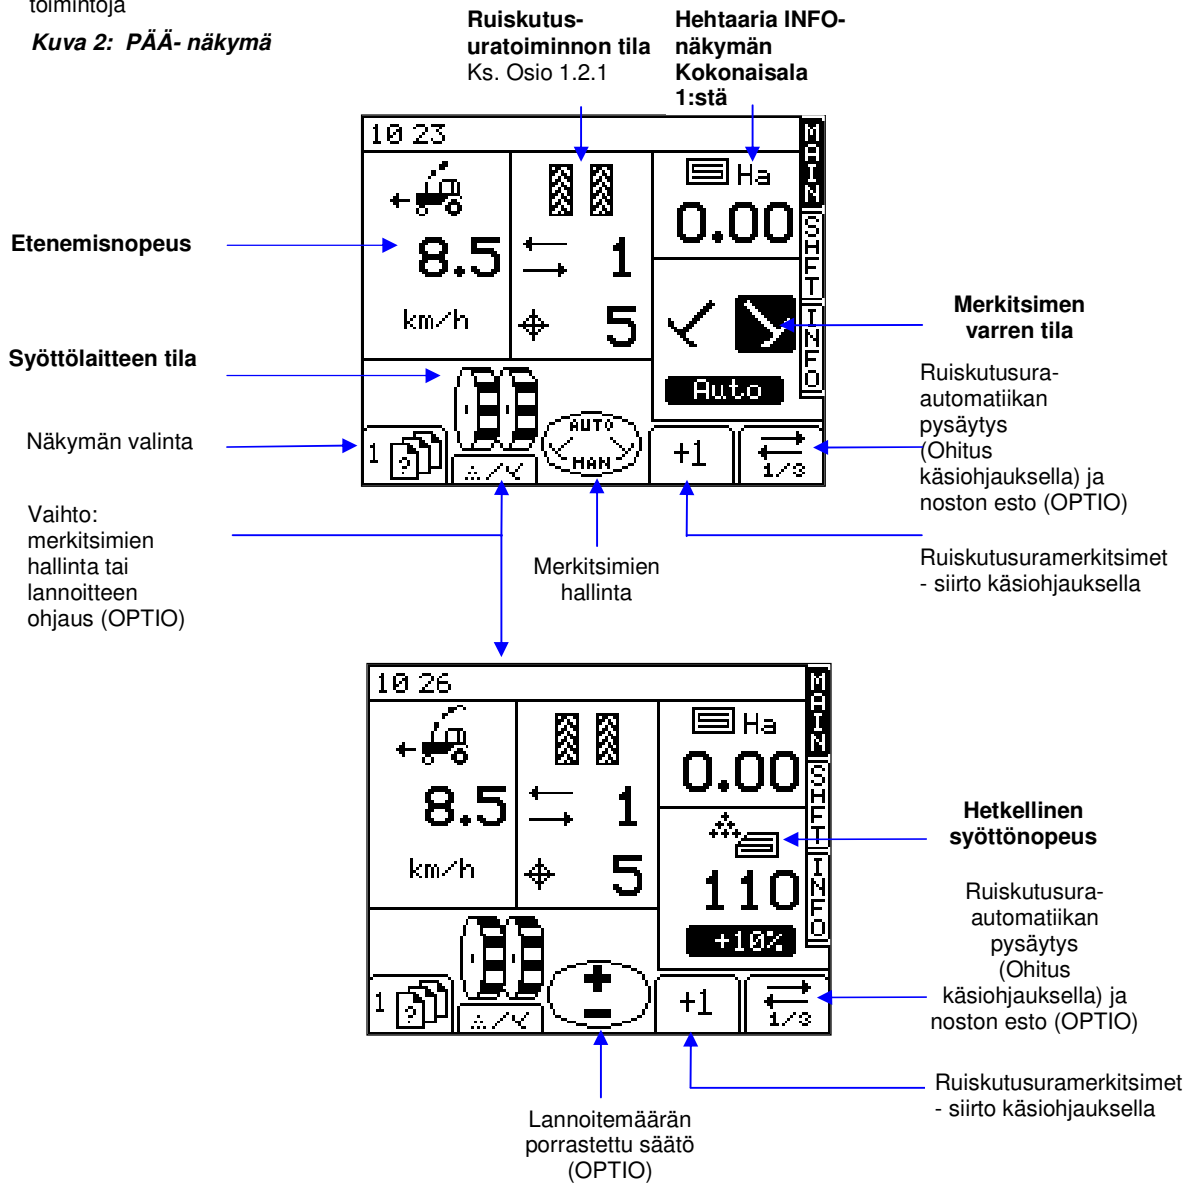 toimintoja
Kuva 2: PÄÄ- näkymä
Ruiskutus-
uratoiminnon tila
Ks. Osio 1.2.1
Hehtaaria INFO-
näkymän
Kokonaisala
1:stä
10 23
MAIN
SHFT
INFO
Ha
0.00
8.5
1
km/h
5
Auto
Etenemisnopeus
Syöttölaitteen tila
Näkymän valinta
Vaihto:
merkitsimien
hallinta tai
lannoitteen
ohjaus (OPTIO)
1
?
AUTO
MAN
+1
1/3
Merkitsimien
hallinta
Merkitsimen
varren tila
Ruiskutusura-
automatiikan
pysäytys
(Ohitus
käsiohjauksella) ja
noston esto (OPTIO)
Ruiskutusuramerkitsimet
- siirto käsiohjauksella
10 26
MAIN
SHFT
INFO
Ha
0.00
8.5
1
km/h
5
110
+10%
1
?
+
-
+1
1/3
Hetkellinen
syöttönopeus
Ruiskutusura-
automatiikan
pysäytys
(Ohitus
käsiohjauksella) ja
noston esto (OPTIO)
Ruiskutusuramerkitsimet
- siirto käsiohjauksella
Lannoitemäärän
porrastettu säätö
(OPTIO)